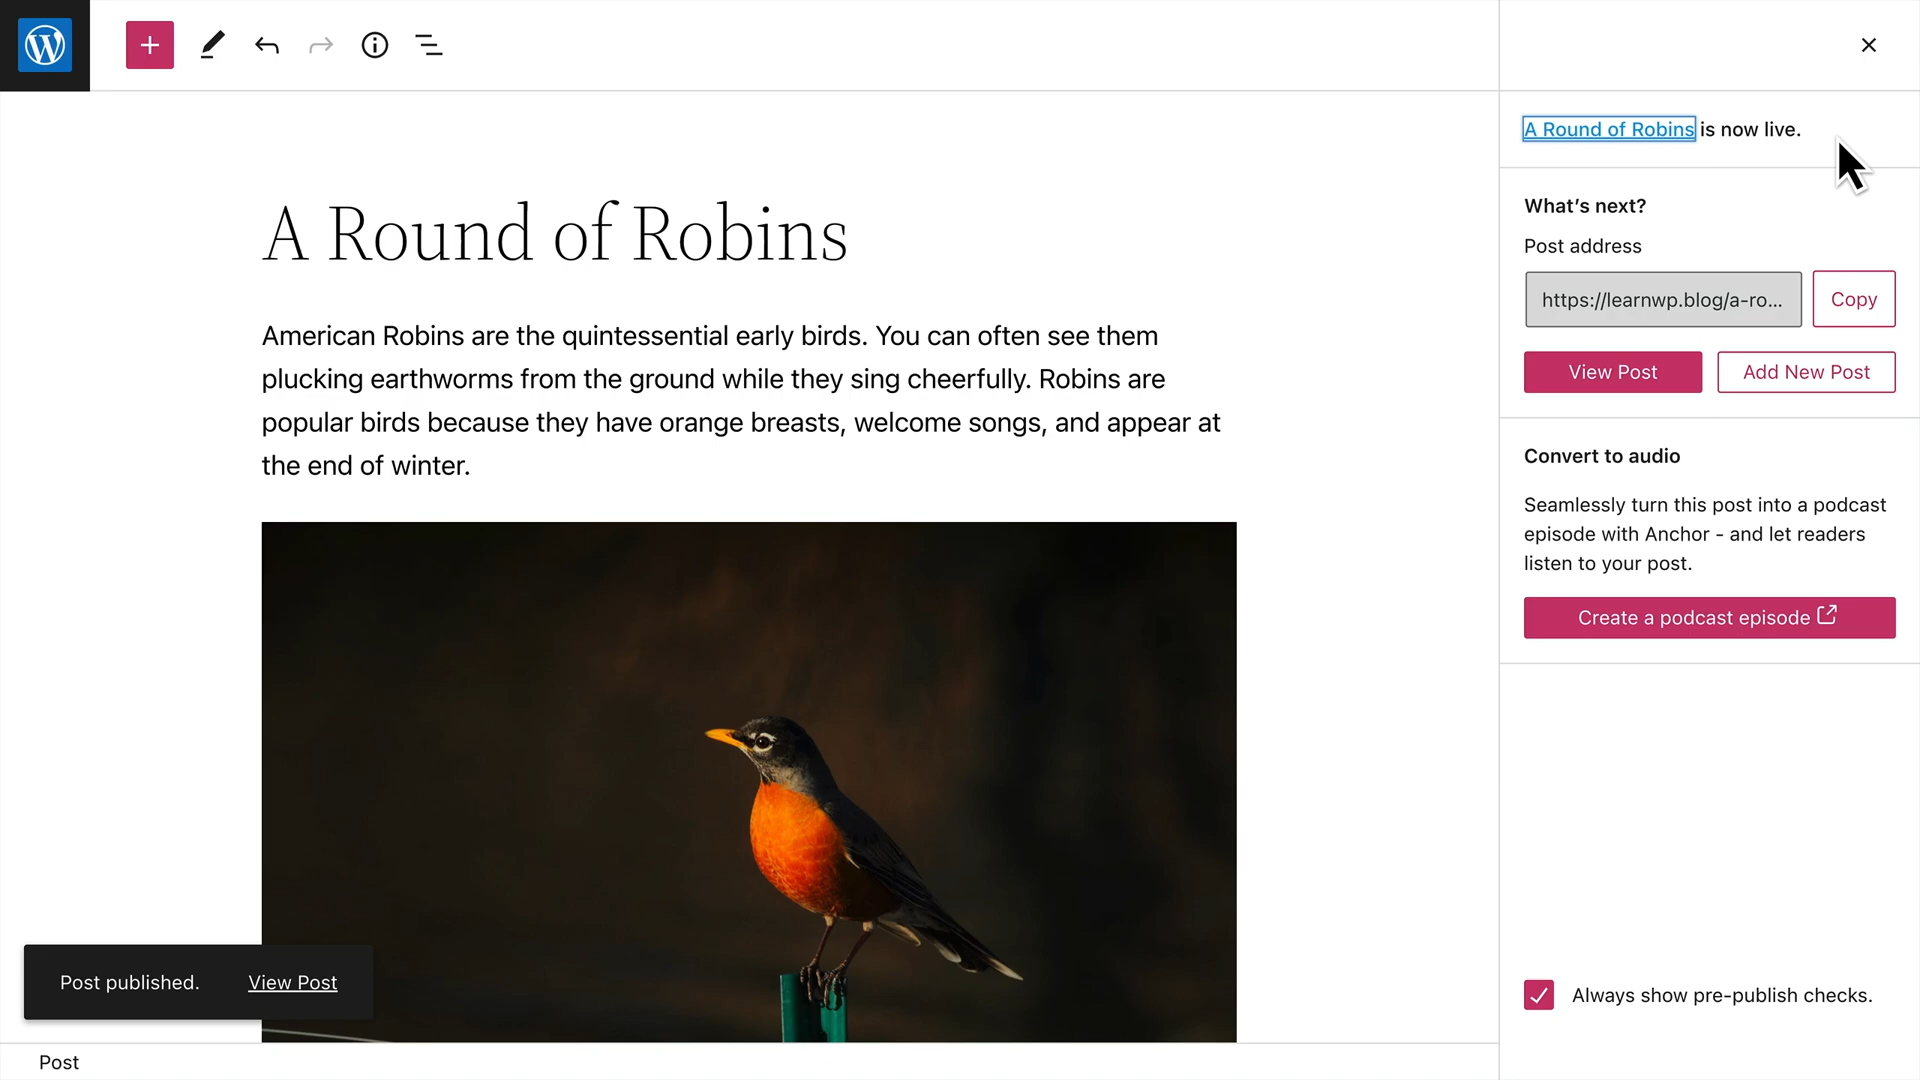 A Round of Robins is now live.
A Round of Robins
What’s next?
Post address
https://learnwp.blog/a-ro...
Copy
View Post
Add New Post
American Robins are the quintessential early birds. You can often see them
plucking earthworms from the ground while they sing cheerfully. Robins are
popular birds because they have orange breasts, welcome songs, and appear at
the end of winter.
Convert to audio
Seamlessly turn this post into a podcast
episode with Anchor - and let readers
listen to your post.
Create a podcast episode
Post published.
View Post
Always show pre-publish checks.
Post